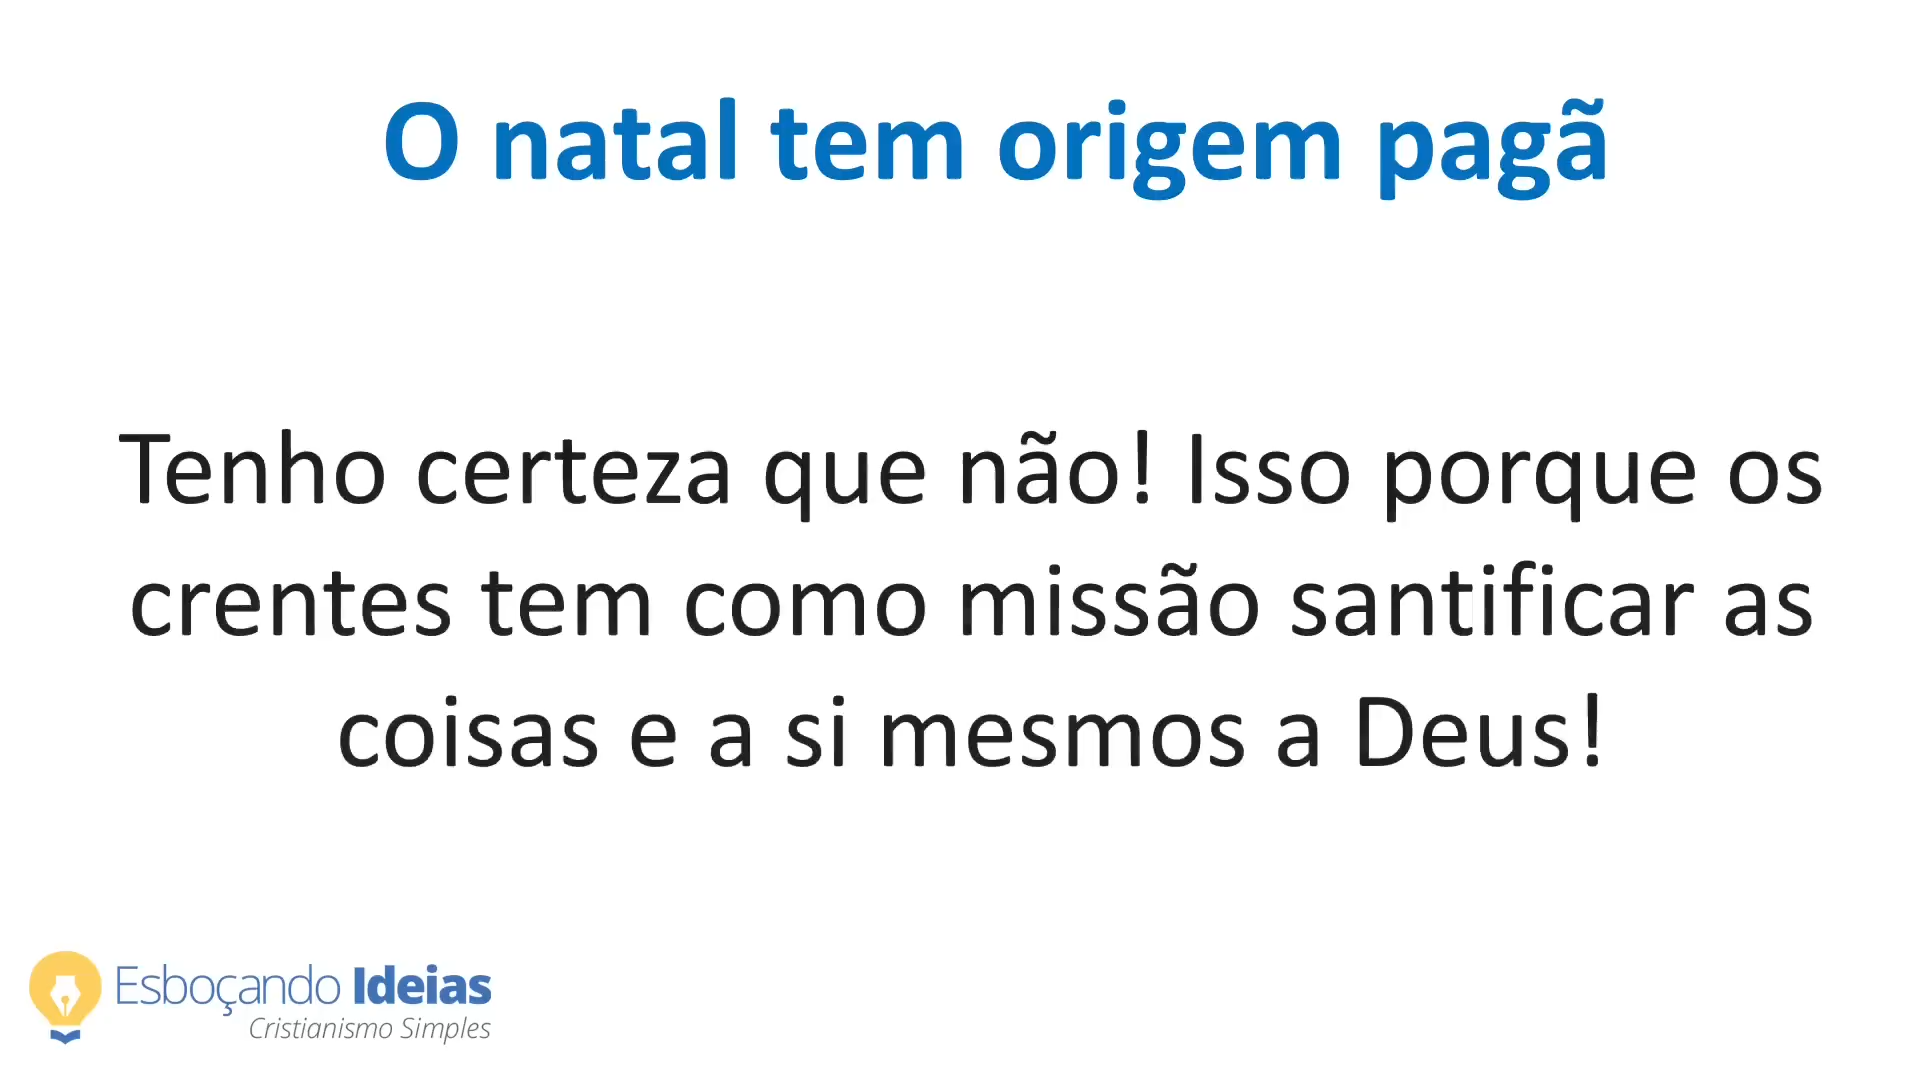 O natal tem origem pagã
Tenho certeza que não! Isso porque os
crentes tem como missão santificar as
coisas e a si mesmos a Deus!
Esboçando Ideias
Cristianismo Simples